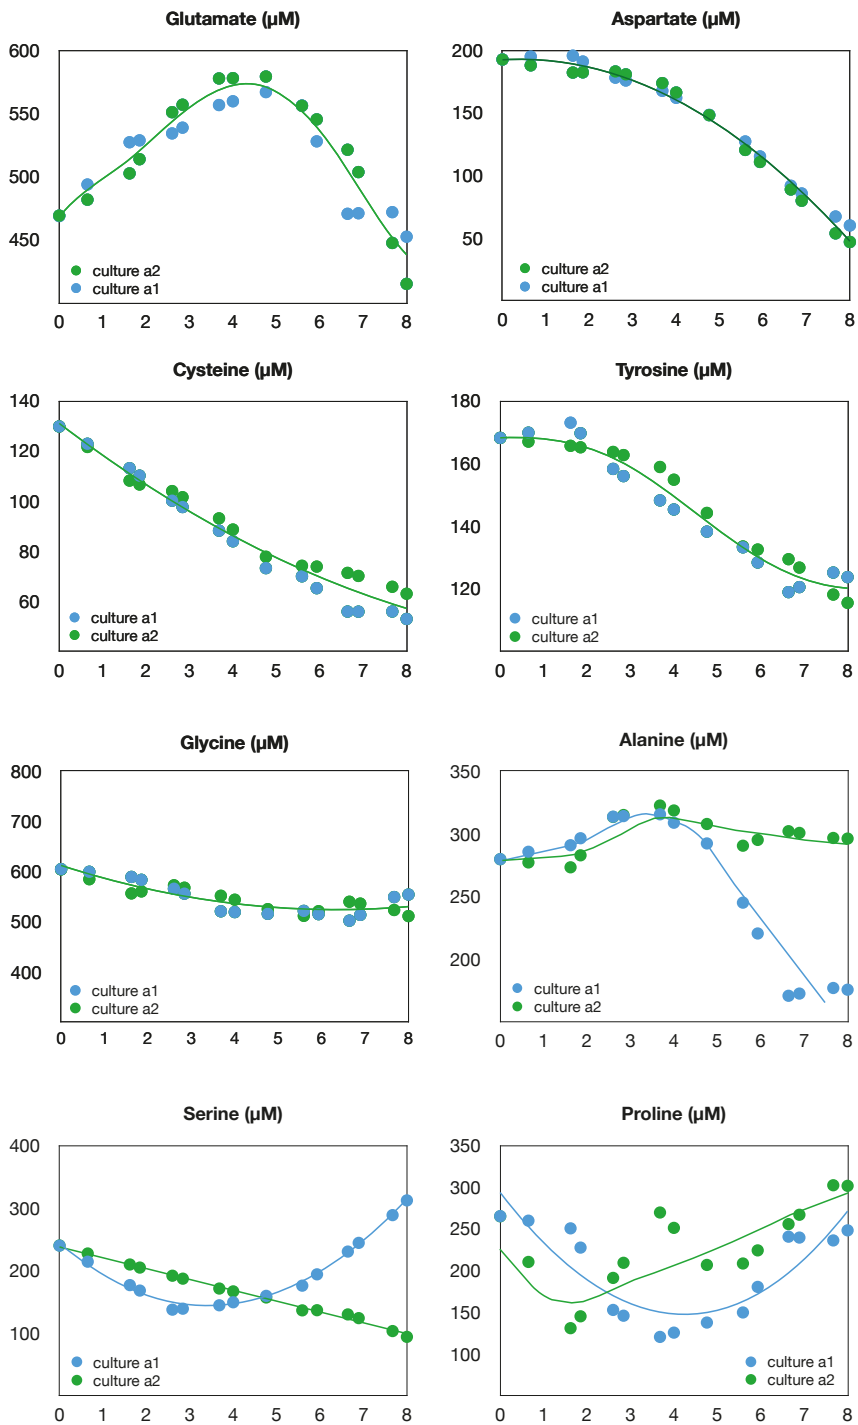 Glutamate (µM)
600
550
500
450
culture a2
culture a1
0 1 2 3 4 5 6 7 8
Aspartate (µM)
200
150
100
50
culture a2
culture a1
0 1 2 3 4 5 6 7 8
Cysteine (µM)
140
120
100
80
60
culture a1
culture a2
0 1 2 3 4 5 6 7 8
Tyrosine (µM)
180
160
140
120
culture a1
culture a2
0 1 2 3 4 5 6 7 8
Glycine (µM)
800
700
600
500
400
culture a1
culture a2
0 1 2 3 4 5 6 7 8
Alanine (µM)
350
300
250
200
culture a1
culture a2
0 1 2 3 4 5 6 7 8
Serine (µM)
400
300
200
100
culture a1
culture a2
0 1 2 3 4 5 6 7 8
Proline (µM)
350
300
250
200
150
100
culture a1
culture a2
0 1 2 3 4 5 6 7 8